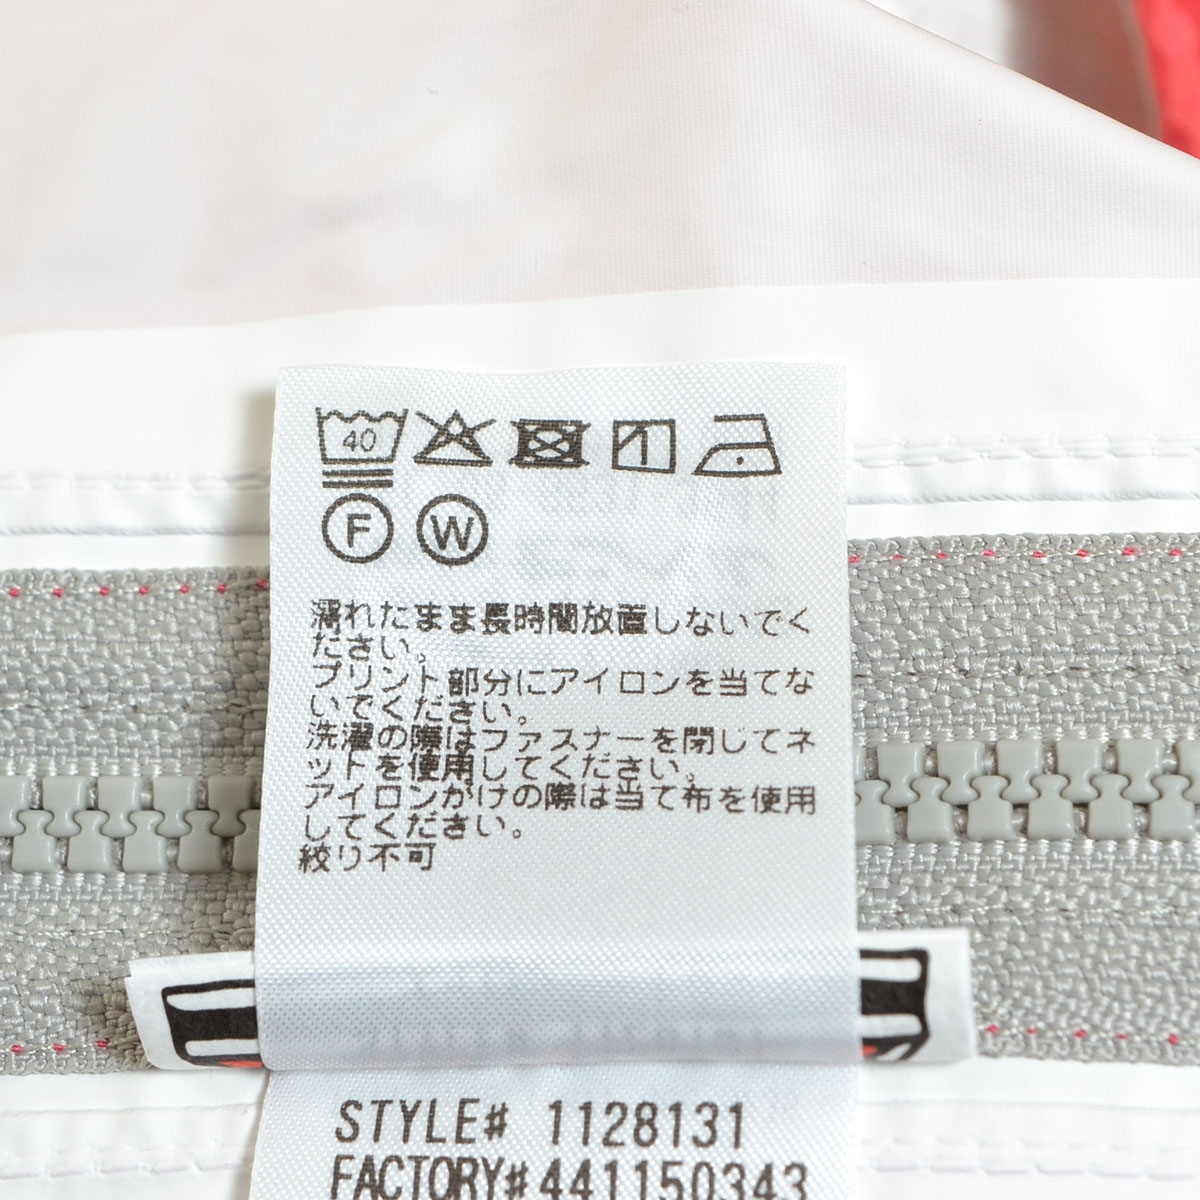 40
F W
濡れたまま長時間放置しないでく
ださい。
プリント部分にアイロンを当てな
いでください。
洗濯の際はファスナーを閉じてネ
ットを使用してください。
アイロンがけの際は当て布を使用
してください。
絞り不可
STYLE# 1128131
FACTORY#441150343